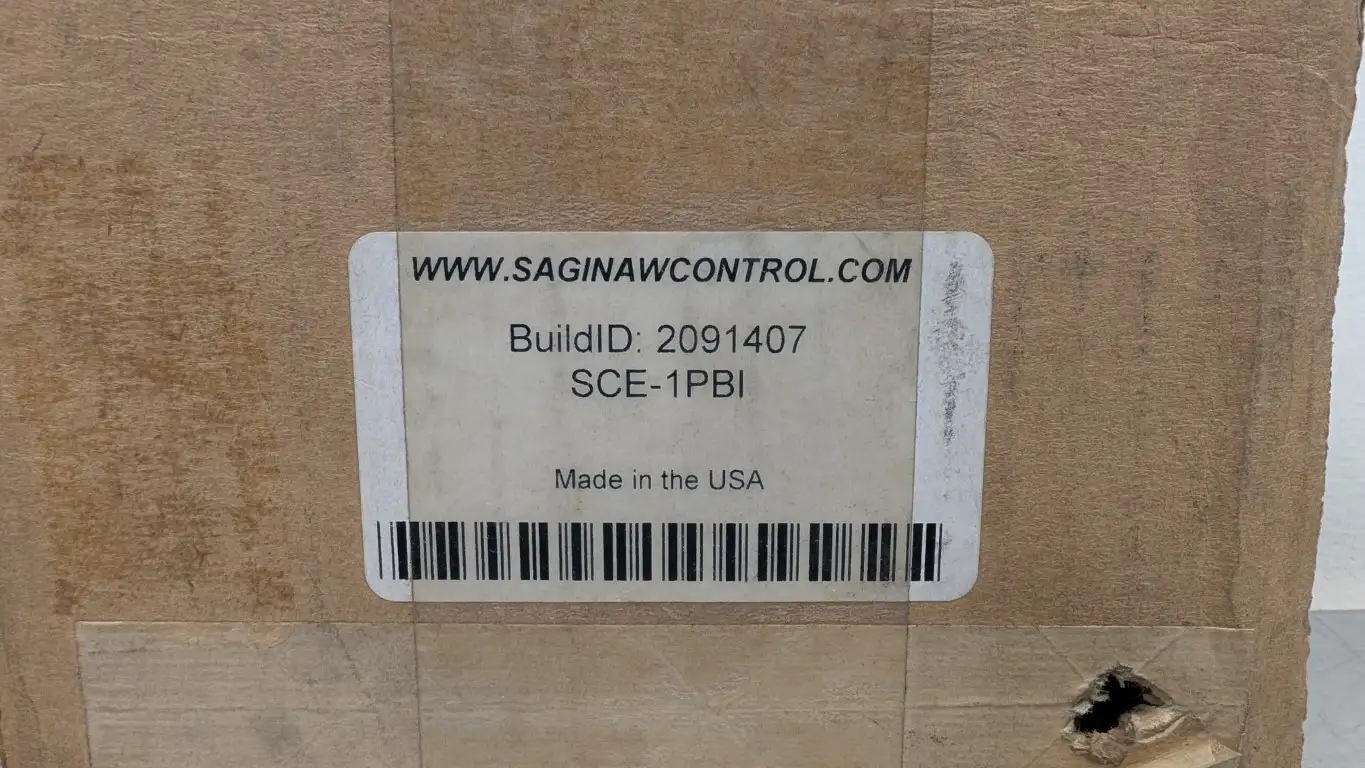 WWW.SAGINAWCONTROL.COM
BuildID: 2091407
SCE-1PBI
Made in the USA